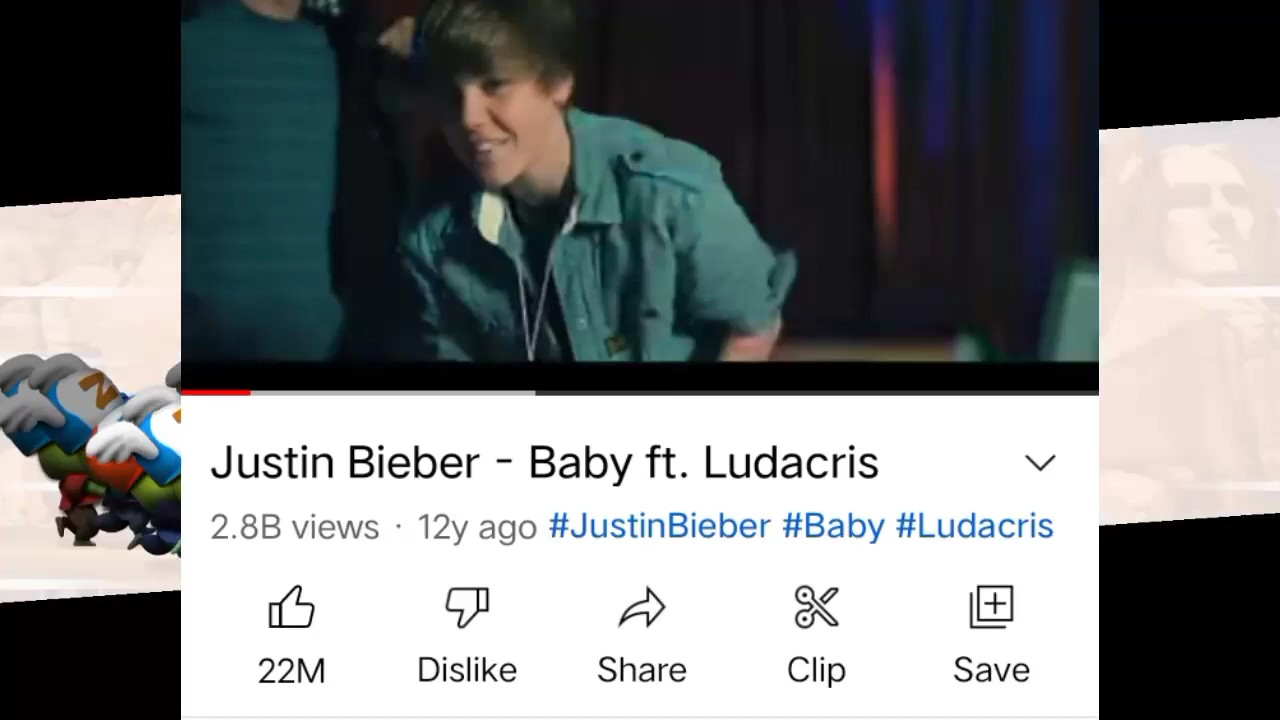 Justin Bieber - Baby ft. Ludacris
2.8B views · 12y ago #JustinBieber #Baby #Ludacris
22M Dislike Share Clip Save